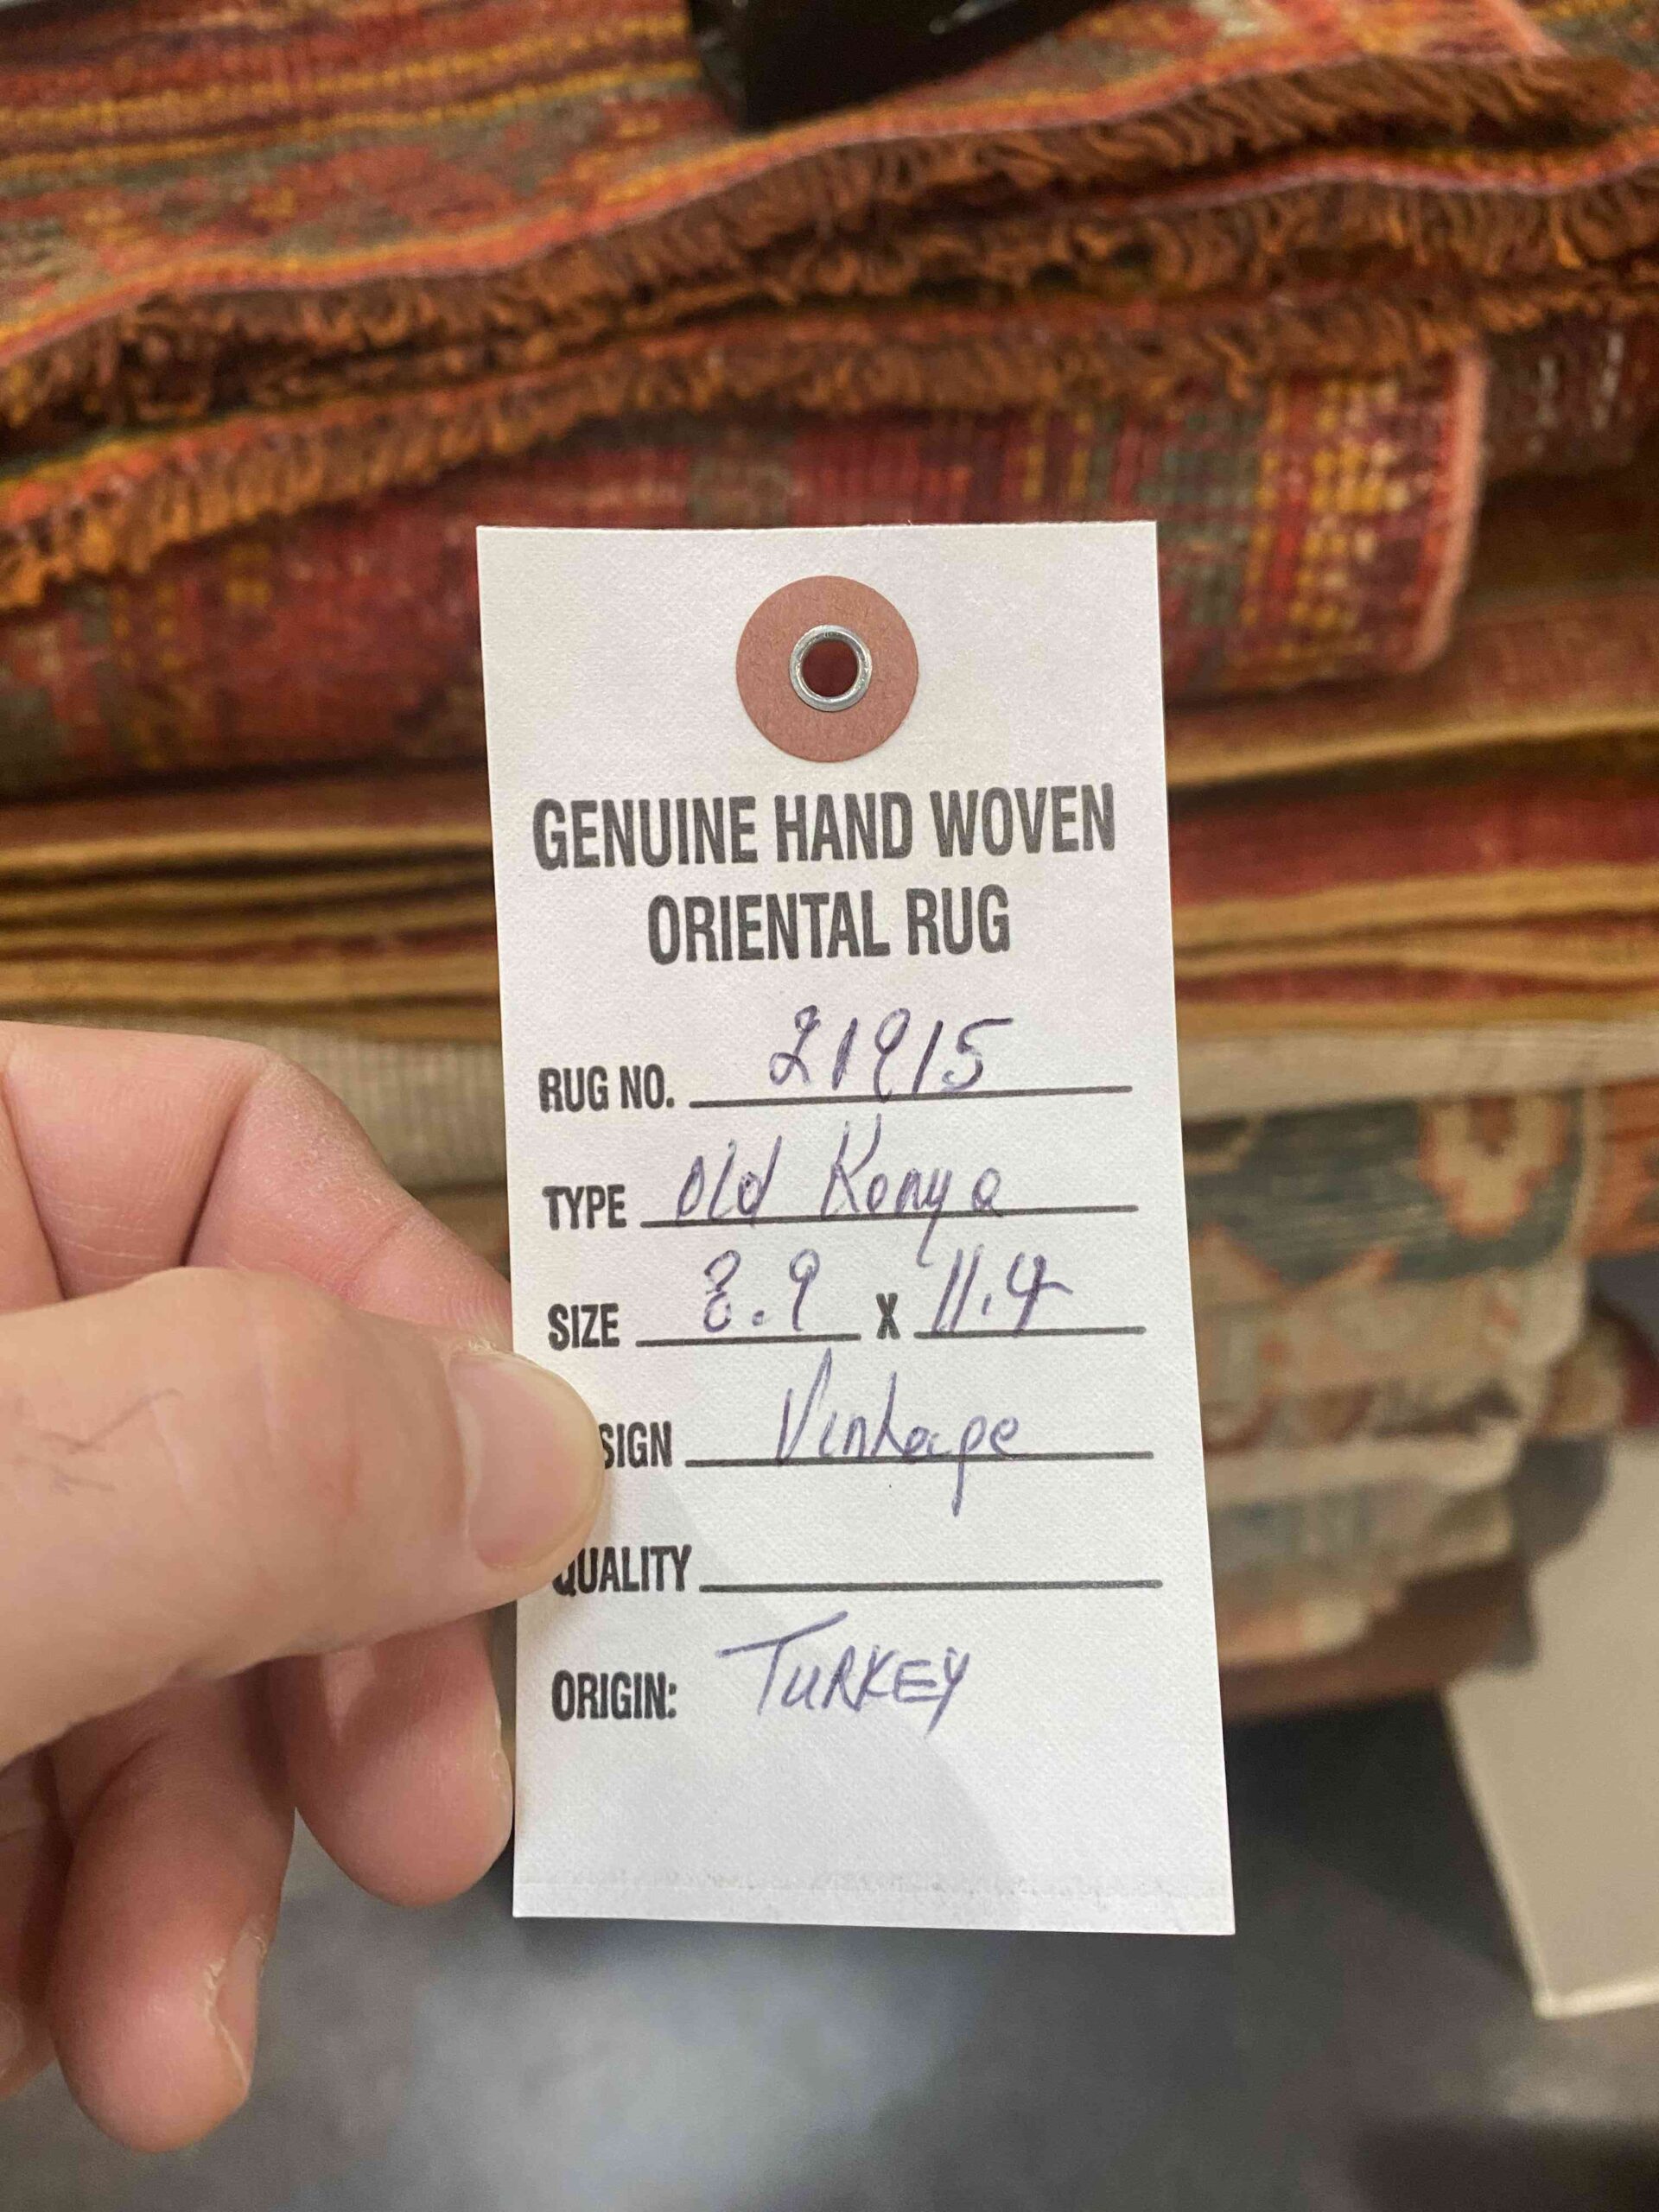 GENUINE HAND WOVEN
ORIENTAL RUG
RUG NO. 21915
TYPE Old Konya
SIZE 8.9 X 11.4
SIGN Vintage
QUALITY
ORIGIN: TURKEY